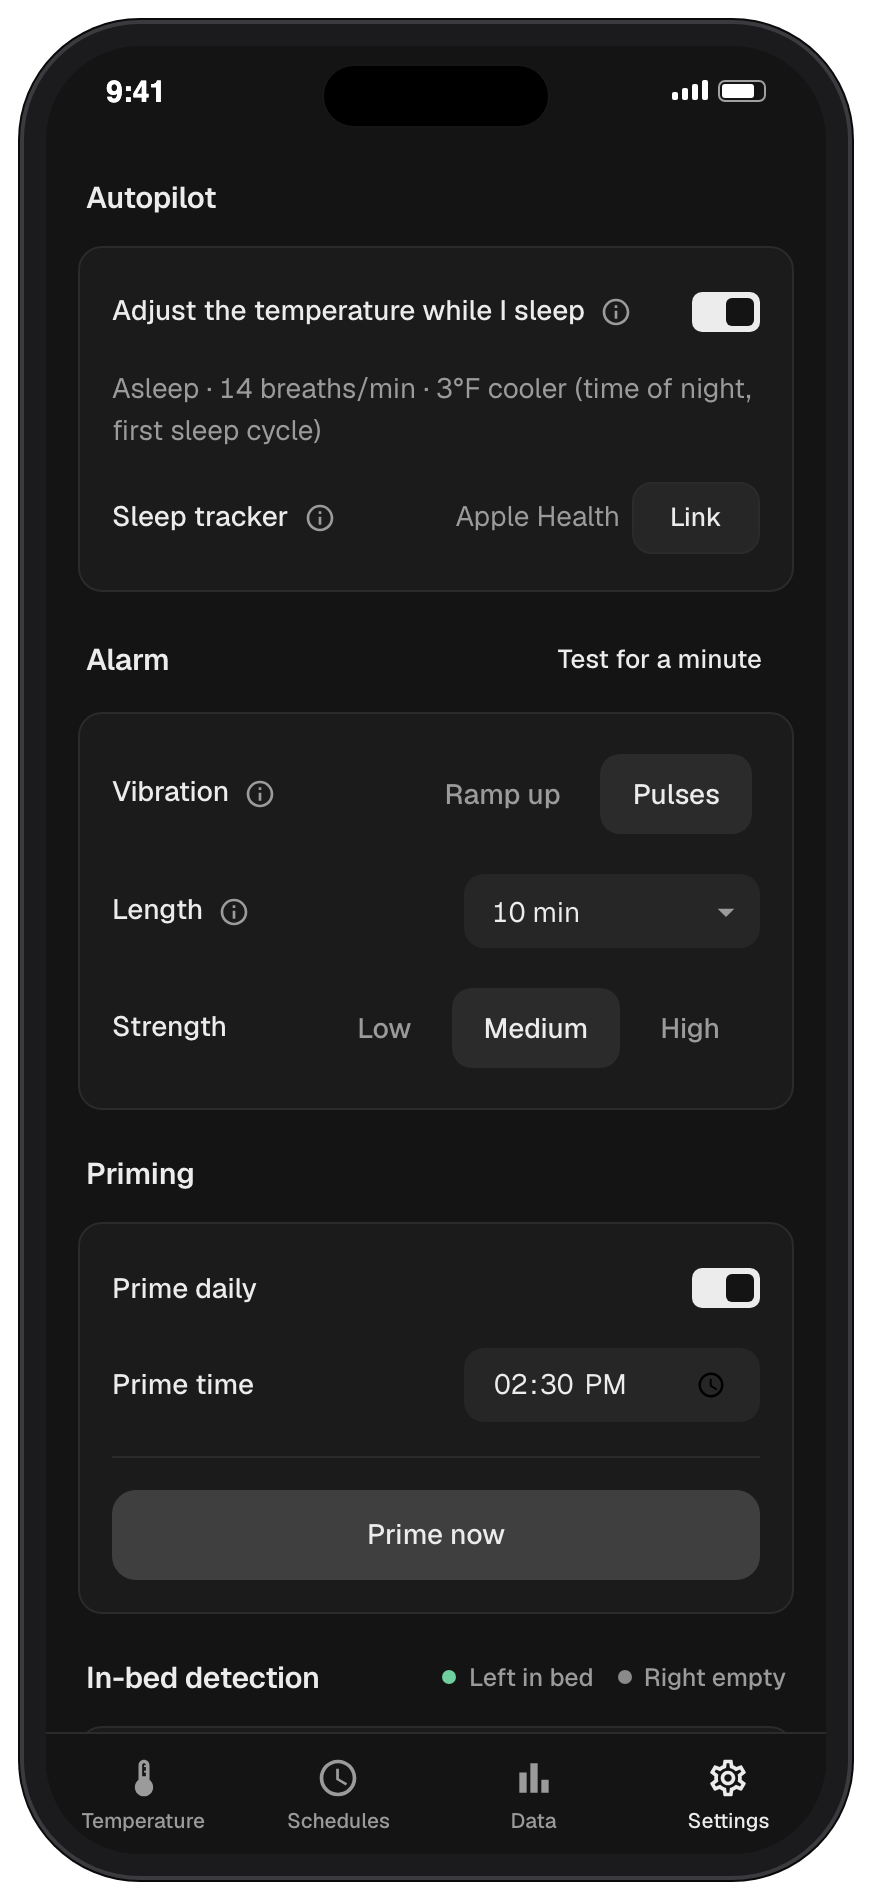 9:41
Autopilot
Adjust the temperature while I sleep
Asleep · 14 breaths/min · 3°F cooler (time of night,
first sleep cycle)
Sleep tracker Apple Health Link
Alarm Test for a minute
Vibration Ramp up Pulses
Length 10 min
Strength Low Medium High
Priming
Prime daily
Prime time 02:30 PM
Prime now
In-bed detection Left in bed Right empty
Temperature Schedules Data Settings